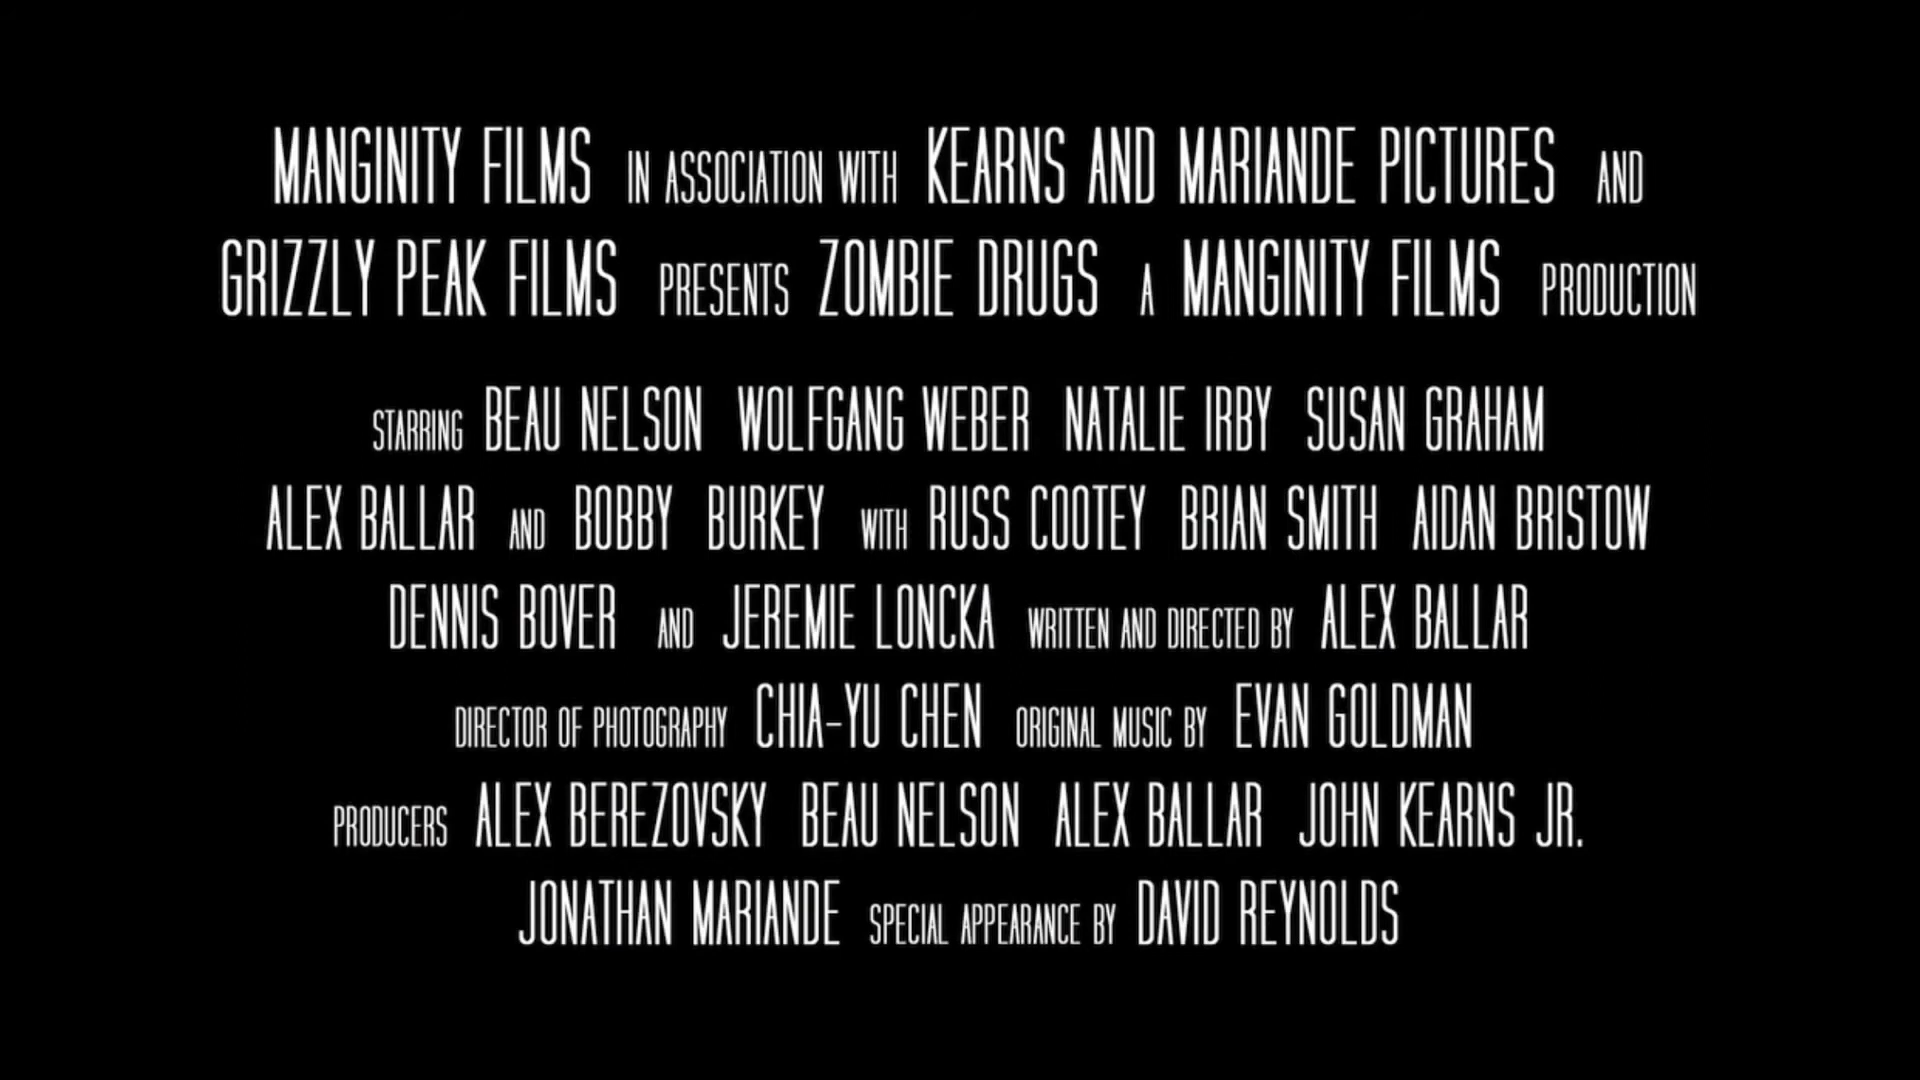 MANGINITY FILMS IN ASSOCIATION WITH KEARNS AND MARIANDE PICTURES AND
GRIZZLY PEAK FILMS PRESENTS ZOMBIE DRUGS A MANGINITY FILMS PRODUCTION
STARRING BEAU NELSON WOLFGANG WEBER NATALIE IRBY SUSAN GRAHAM
ALEX BALLAR AND BOBBY BURKEY WITH RUSS COOTEY BRIAN SMITH AIDAN BRISTOW
DENNIS BOVER AND JEREMIE LONCKA WRITTEN AND DIRECTED BY ALEX BALLAR
DIRECTOR OF PHOTOGRAPHY CHIA-YU CHEN ORIGINAL MUSIC BY EVAN GOLDMAN
PRODUCERS ALEX BEREZOVSKY BEAU NELSON ALEX BALLAR JOHN KEARNS JR.
JONATHAN MARIANDE SPECIAL APPEARANCE BY DAVID REYNOLDS